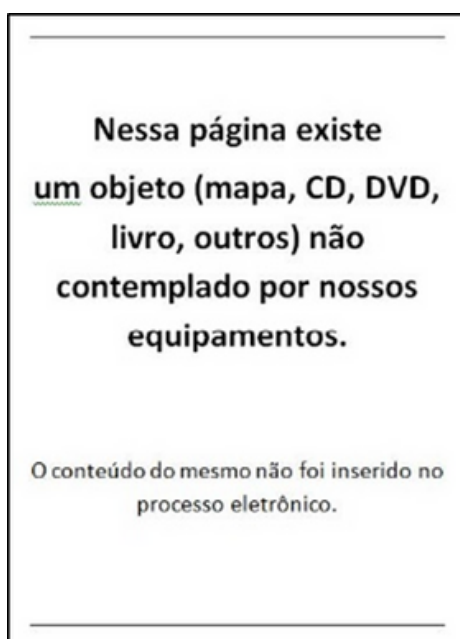 Nessa página existe
um objeto (mapa, CD, DVD,
livro, outros) não
contemplado por nossos
equipamentos.
O conteúdo do mesmo não foi inserido no
processo eletrônico.